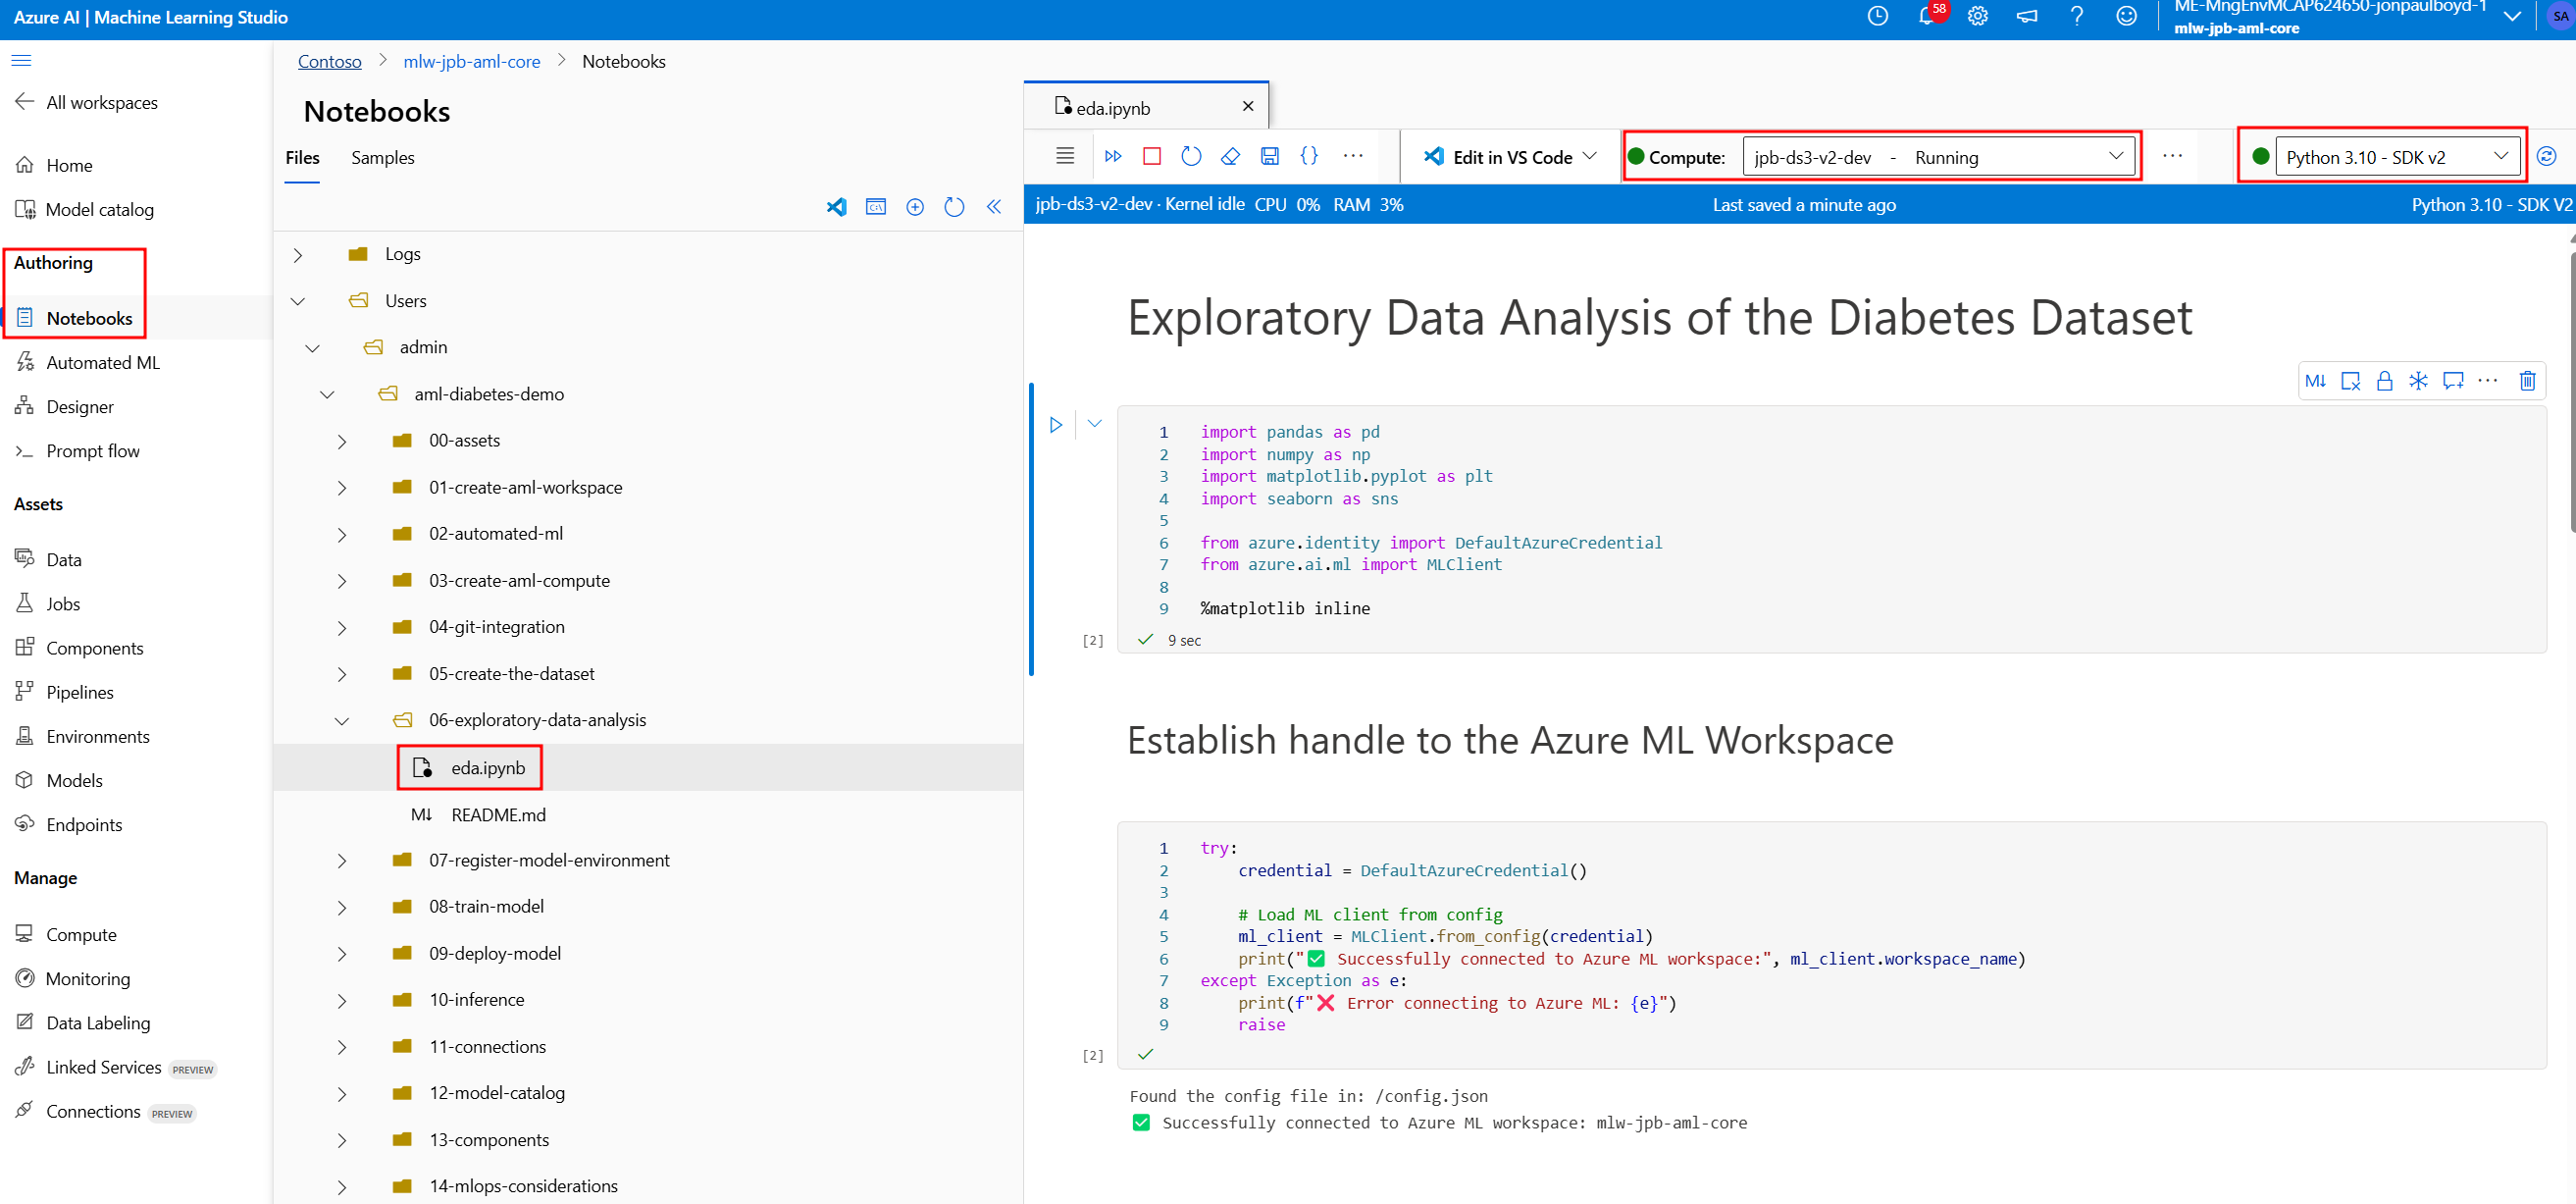 Azure AI | Machine Learning Studio
58
ME-MngEnvMCAP624650-jonpaulboyd-1
mlw-jpb-aml-core
SA
All workspaces
Home
Model catalog
Authoring
Notebooks
Automated ML
Designer
Prompt flow
Assets
Data
Jobs
Components
Pipelines
Environments
Models
Endpoints
Manage
Compute
Monitoring
Data Labeling
Linked Services PREVIEW
Connections PREVIEW
Contoso > mlw-jpb-aml-core > Notebooks
Notebooks
Files Samples
Logs
Users
admin
aml-diabetes-demo
00-assets
01-create-aml-workspace
02-automated-ml
03-create-aml-compute
04-git-integration
05-create-the-dataset
06-exploratory-data-analysis
eda.ipynb
M↓ README.md
07-register-model-environment
08-train-model
09-deploy-model
10-inference
11-connections
12-model-catalog
13-components
14-mlops-considerations
eda.ipynb
Edit in VS Code
Compute: jpb-ds3-v2-dev - Running
Python 3.10 - SDK v2
jpb-ds3-v2-dev · Kernel idle CPU 0% RAM 3%
Last saved a minute ago
Python 3.10 - SDK V2
Exploratory Data Analysis of the Diabetes Dataset
M↓
1 import pandas as pd
2 import numpy as np
3 import matplotlib.pyplot as plt
4 import seaborn as sns
5
6 from azure.identity import DefaultAzureCredential
7 from azure.ai.ml import MLClient
8
9 %matplotlib inline
[2] ✓ 9 sec
Establish handle to the Azure ML Workspace
1 try:
2     credential = DefaultAzureCredential()
3
4     # Load ML client from config
5     ml_client = MLClient.from_config(credential)
6     print("✅ Successfully connected to Azure ML workspace:", ml_client.workspace_name)
7 except Exception as e:
8     print(f"❌ Error connecting to Azure ML: {e}")
9     raise
[2] ✓
Found the config file in: /config.json
✅ Successfully connected to Azure ML workspace: mlw-jpb-aml-core